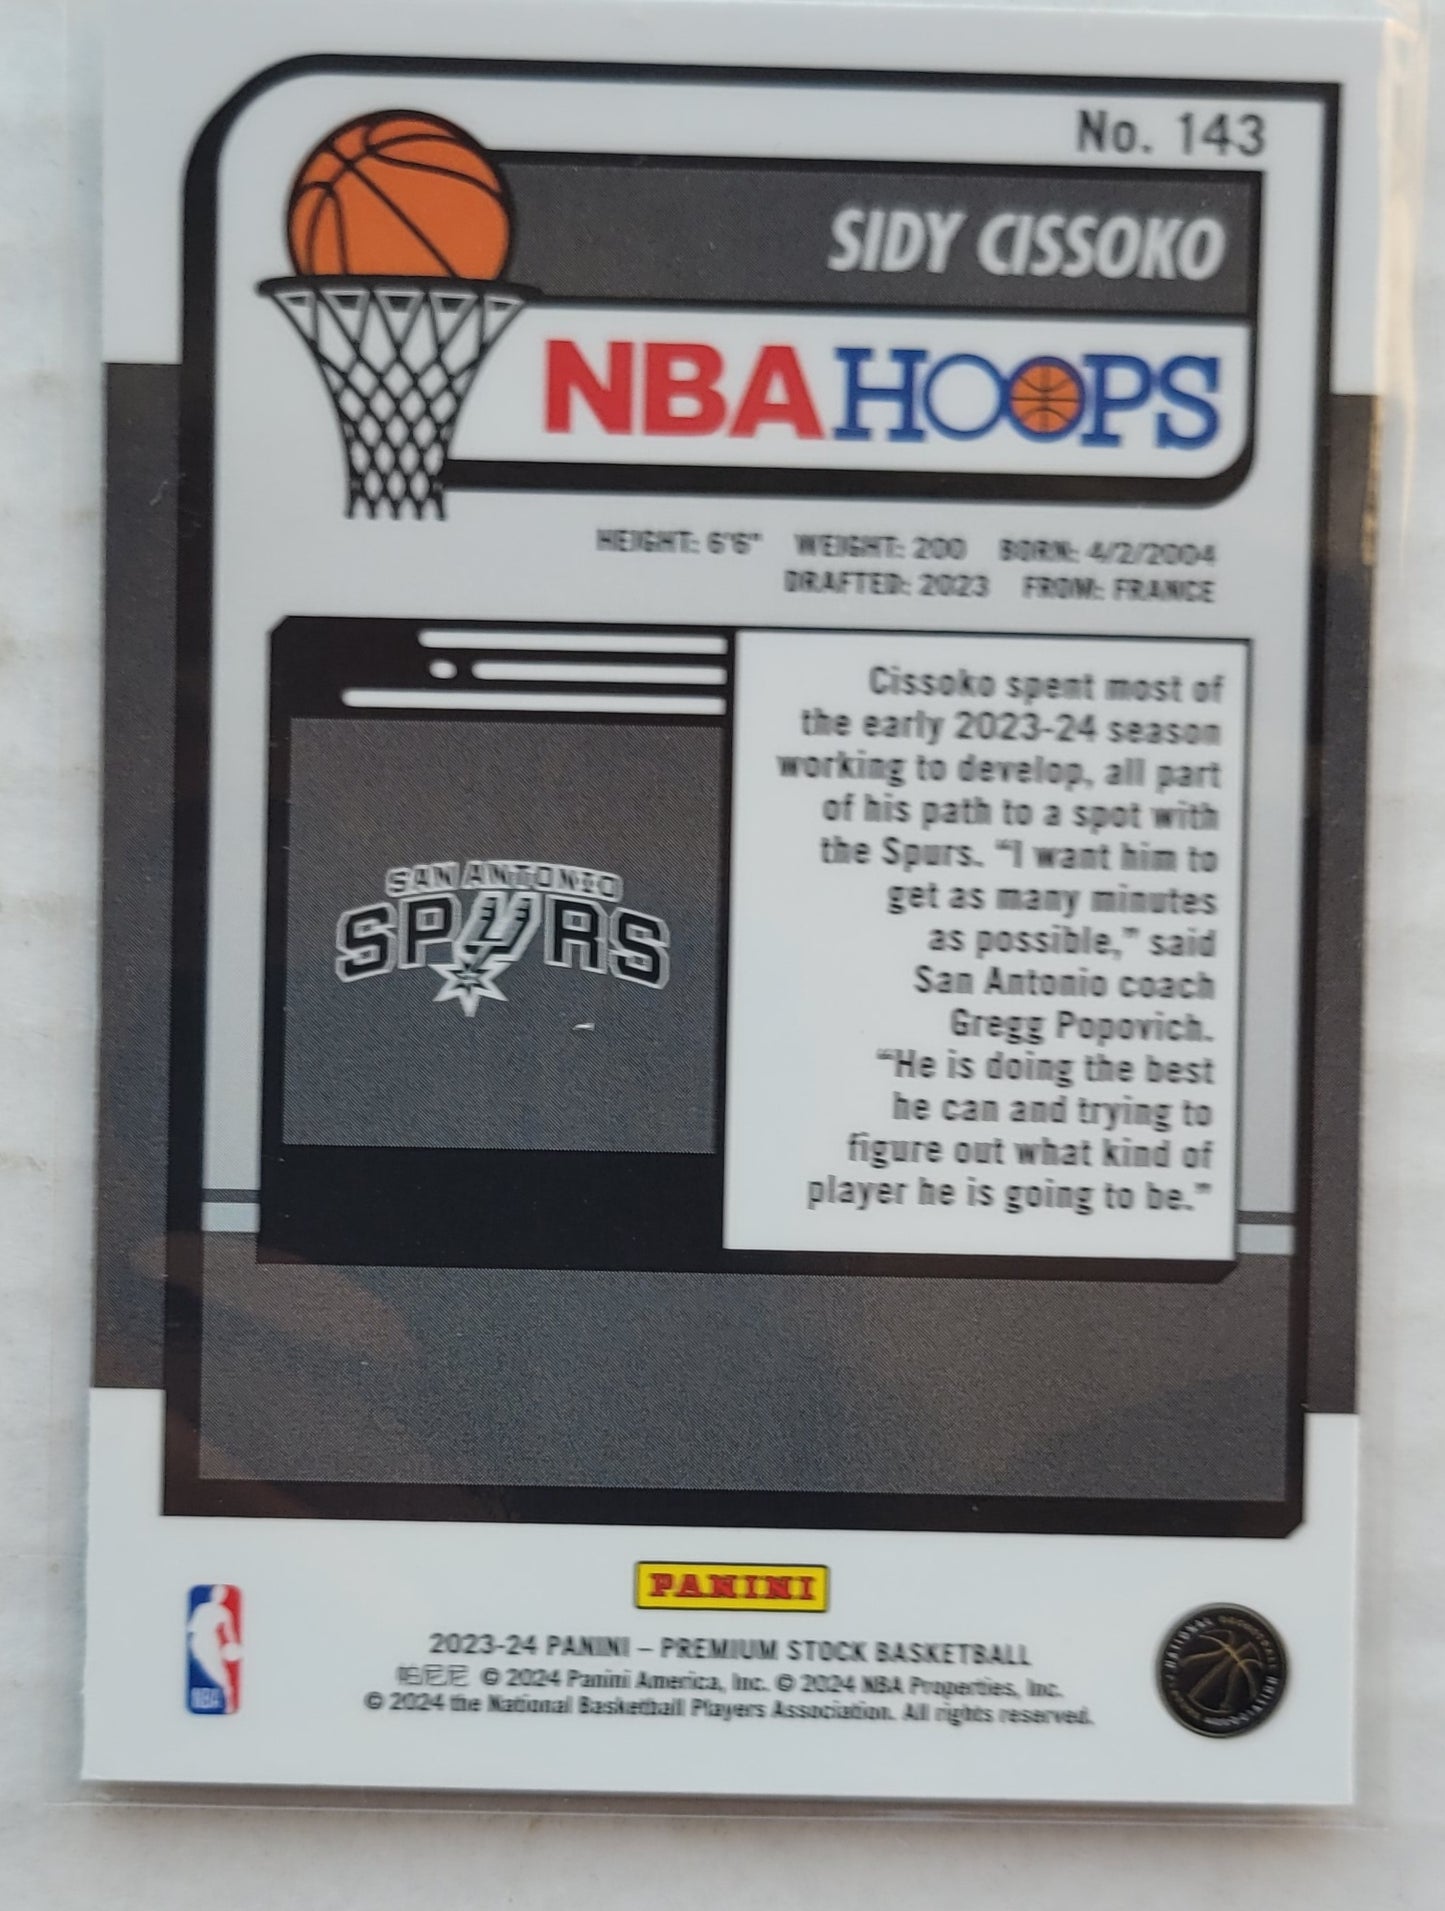 No. 143
SIDY CISSOKO
NBA HOOPS
HEIGHT: 6'6" WEIGHT: 200 BORN: 4/2/2004
DRAFTED: 2023 FROM: FRANCE
Cissoko spent most of
the early 2023-24 season
working to develop, all part
of his path to a spot with
the Spurs. “I want him to
get as many minutes
as possible,” said
San Antonio coach
Gregg Popovich.
“He is doing the best
he can and trying to
figure out what kind of
player he is going to be.”
SAN ANTONIO
SPURS
PANINI
2023-24 PANINI – PREMIUM STOCK BASKETBALL
帕尼尼 © 2024 Panini America, Inc. © 2024 NBA Properties, Inc.
© 2024 the National Basketball Players Association. All rights reserved.
NBA
NATIONAL BASKETBALL